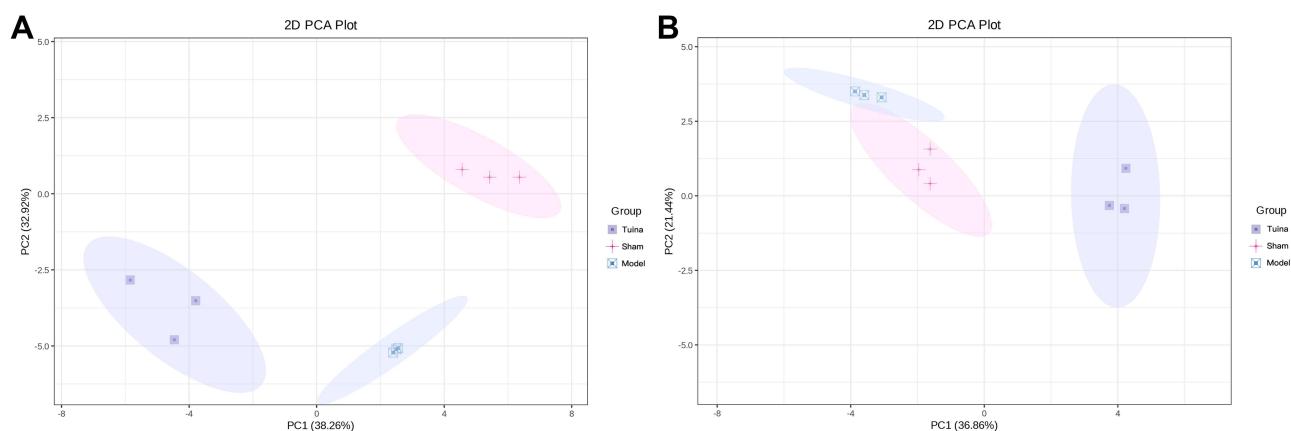 A
2D PCA Plot
5.0
2.5
0.0
-2.5
-5.0
-8
-4
0
4
8
PC1 (38.26%)
PC2 (32.92%)
Group
Tuina
Sham
Model
B
2D PCA Plot
5.0
2.5
0.0
-2.5
-5.0
-8
-4
0
4
PC1 (36.86%)
PC2 (21.44%)
Group
Tuina
Sham
Model